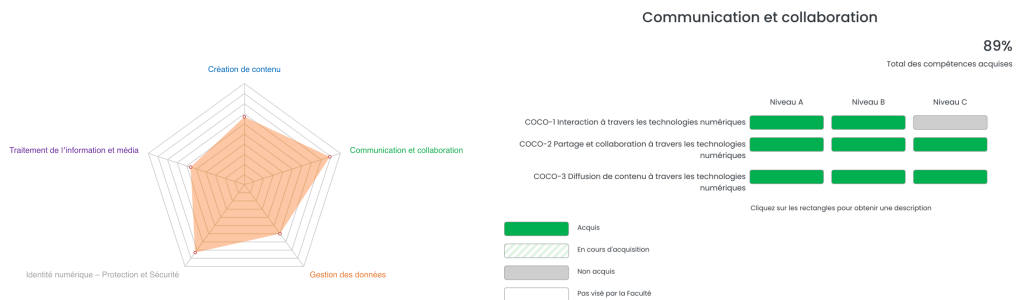 Création de contenu
Traitement de l'information et média
Communication et collaboration
Identité numérique – Protection et Sécurité
Gestion des données
Communication et collaboration
89%
Total des compétences acquises
Niveau A Niveau B Niveau C
COCO-1 Interaction à travers les technologies numériques
COCO-2 Partage et collaboration à travers les technologies
numériques
COCO-3 Diffusion de contenu à travers les technologies
numériques
Cliquez sur les rectangles pour obtenir une description
Acquis
En cours d'acquisition
Non acquis
Pas visé par la Faculté